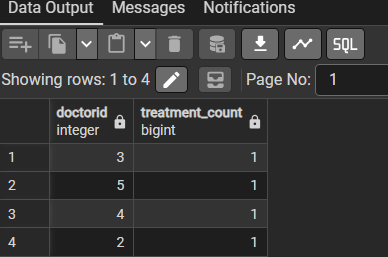 Data Output Messages Notifications
SQL
Showing rows: 1 to 4 Page No: 1
doctorid treatment_count
integer bigint
1 3 1
2 5 1
3 4 1
4 2 1